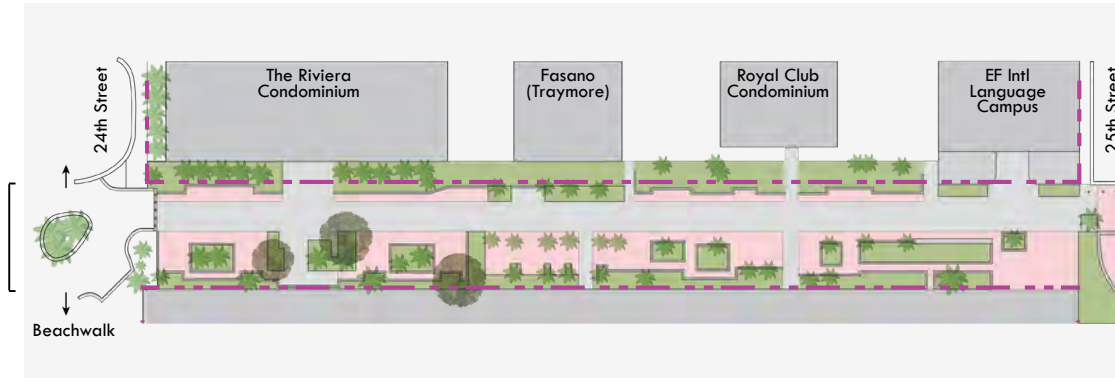 24th Street
The Riviera
Condominium
Fasano
(Traymore)
Royal Club
Condominium
EF Intl
Language
Campus
25th Street
Beachwalk